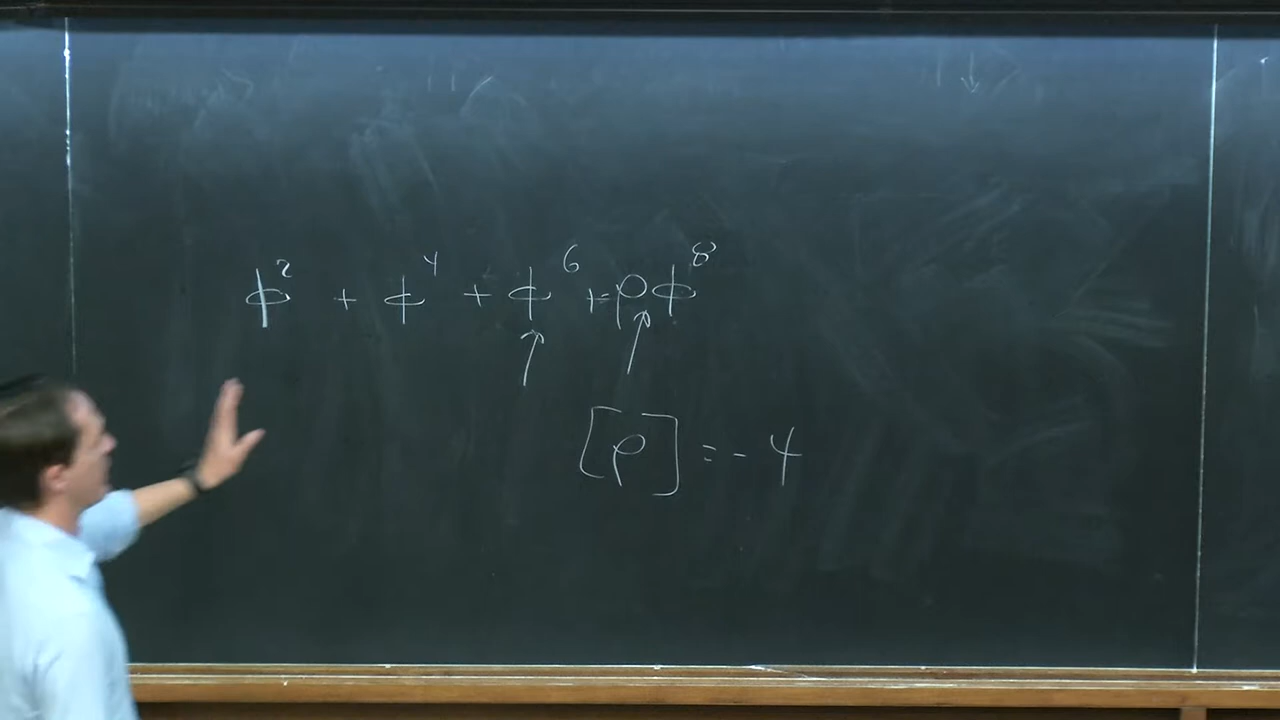 ϕ² + ϕ⁴ + ϕ⁶ + ρϕ⁸
↑ ↑
[ρ] = -4